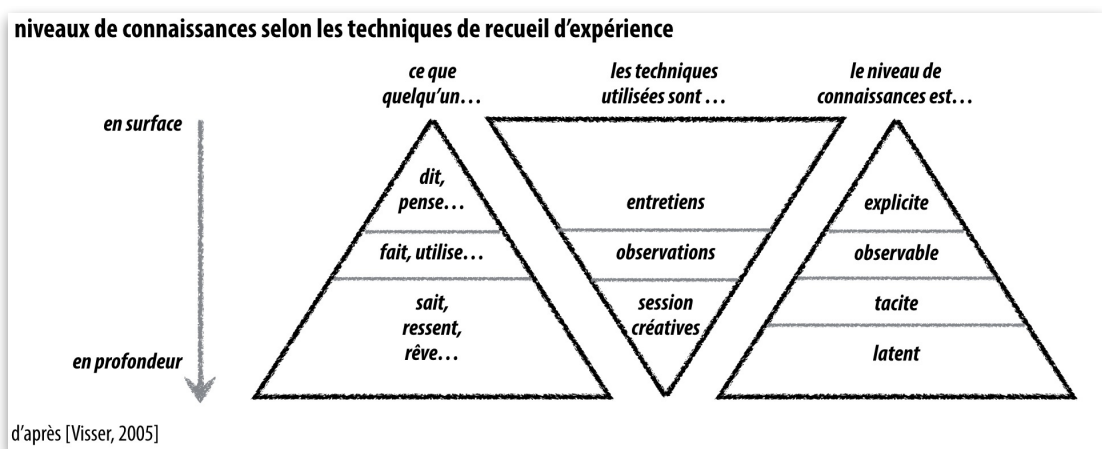 niveaux de connaissances selon les techniques de recueil d'expérience
ce que
quelqu'un…
les techniques
utilisées sont …
le niveau de
connaissances est…
en surface
dit,
pense…
entretiens
explicite
fait, utilise…
observations
observable
sait,
ressent,
rêve…
session
créatives
tacite
latent
en profondeur
d'après [Visser, 2005]